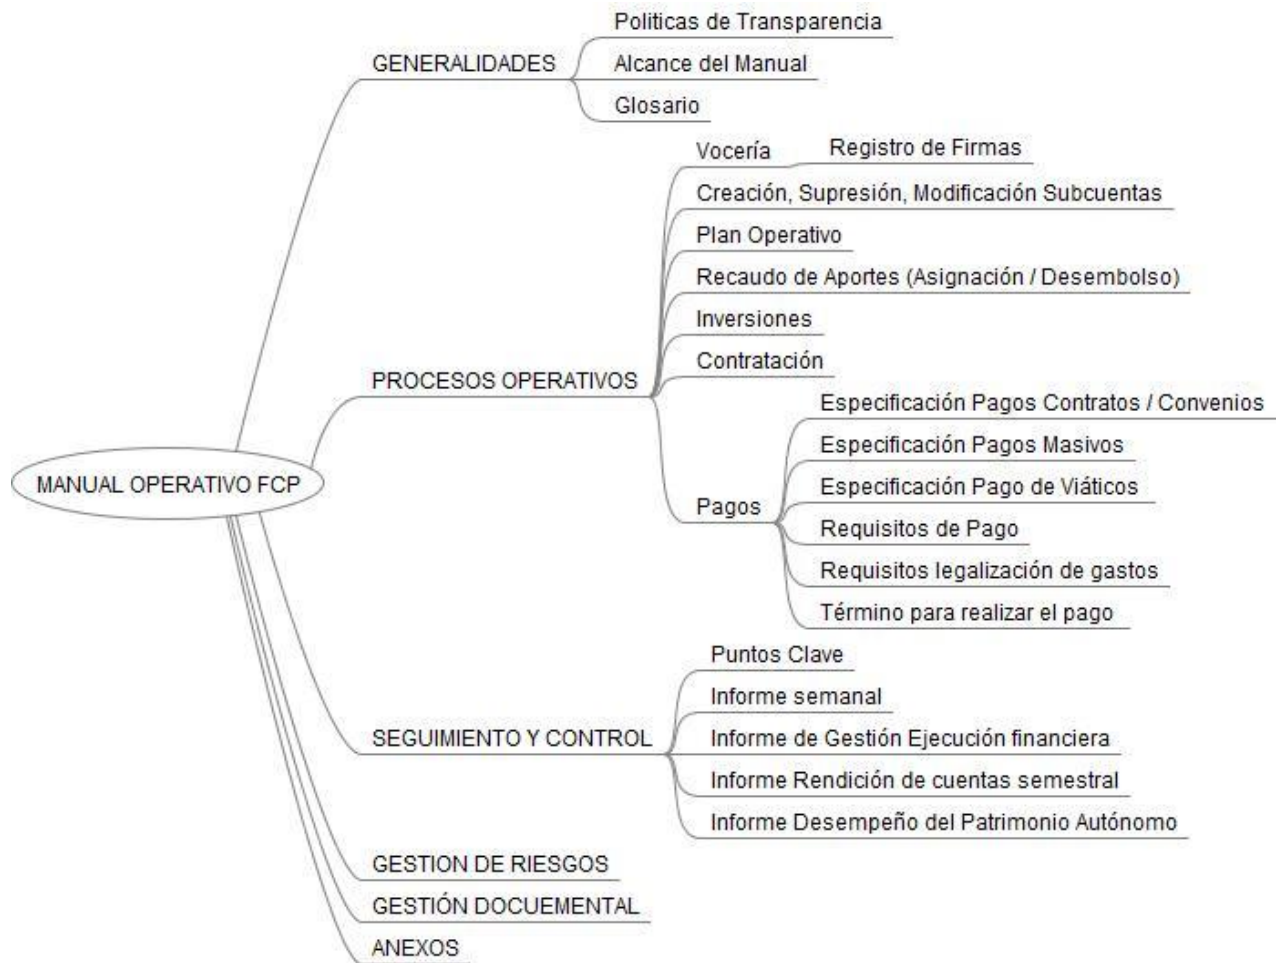 MANUAL OPERATIVO FCP
GENERALIDADES
Politicas de Transparencia
Alcance del Manual
Glosario
PROCESOS OPERATIVOS
Vocería
Registro de Firmas
Creación, Supresión, Modificación Subcuentas
Plan Operativo
Recaudo de Aportes (Asignación / Desembolso)
Inversiones
Contratación
Pagos
Especificación Pagos Contratos / Convenios
Especificación Pagos Masivos
Especificación Pago de Viáticos
Requisitos de Pago
Requisitos legalización de gastos
Término para realizar el pago
SEGUIMIENTO Y CONTROL
Puntos Clave
Informe semanal
Informe de Gestión Ejecución financiera
Informe Rendición de cuentas semestral
Informe Desempeño del Patrimonio Autónomo
GESTION DE RIESGOS
GESTIÓN DOCUEMENTAL
ANEXOS